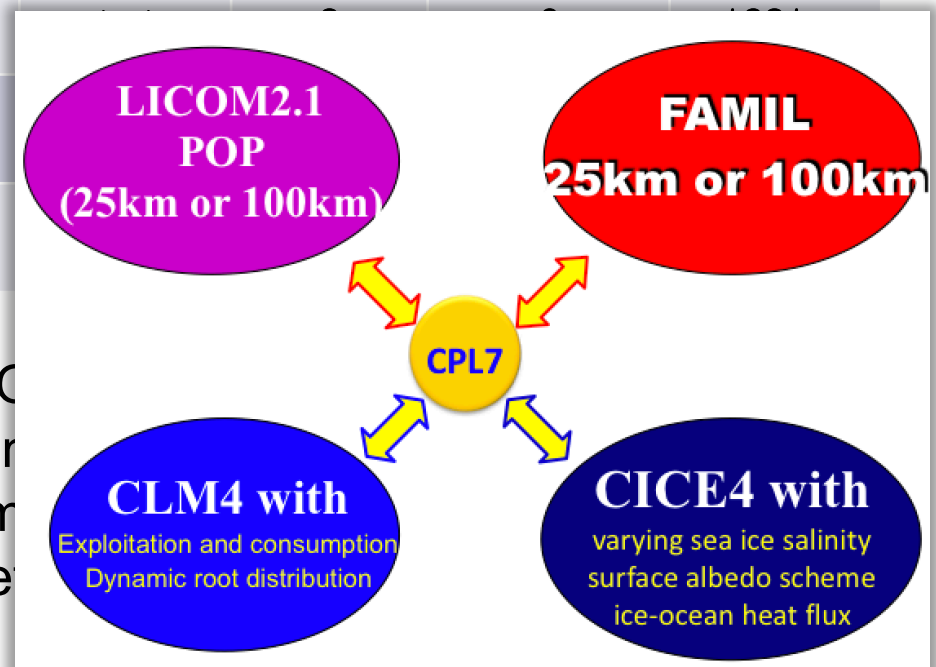 LICOM2.1
POP
(25km or 100km)
FAMIL
25km or 100km
CPL7
CLM4 with
Exploitation and consumption
Dynamic root distribution
CICE4 with
varying sea ice salinity
surface albedo scheme
ice-ocean heat flux